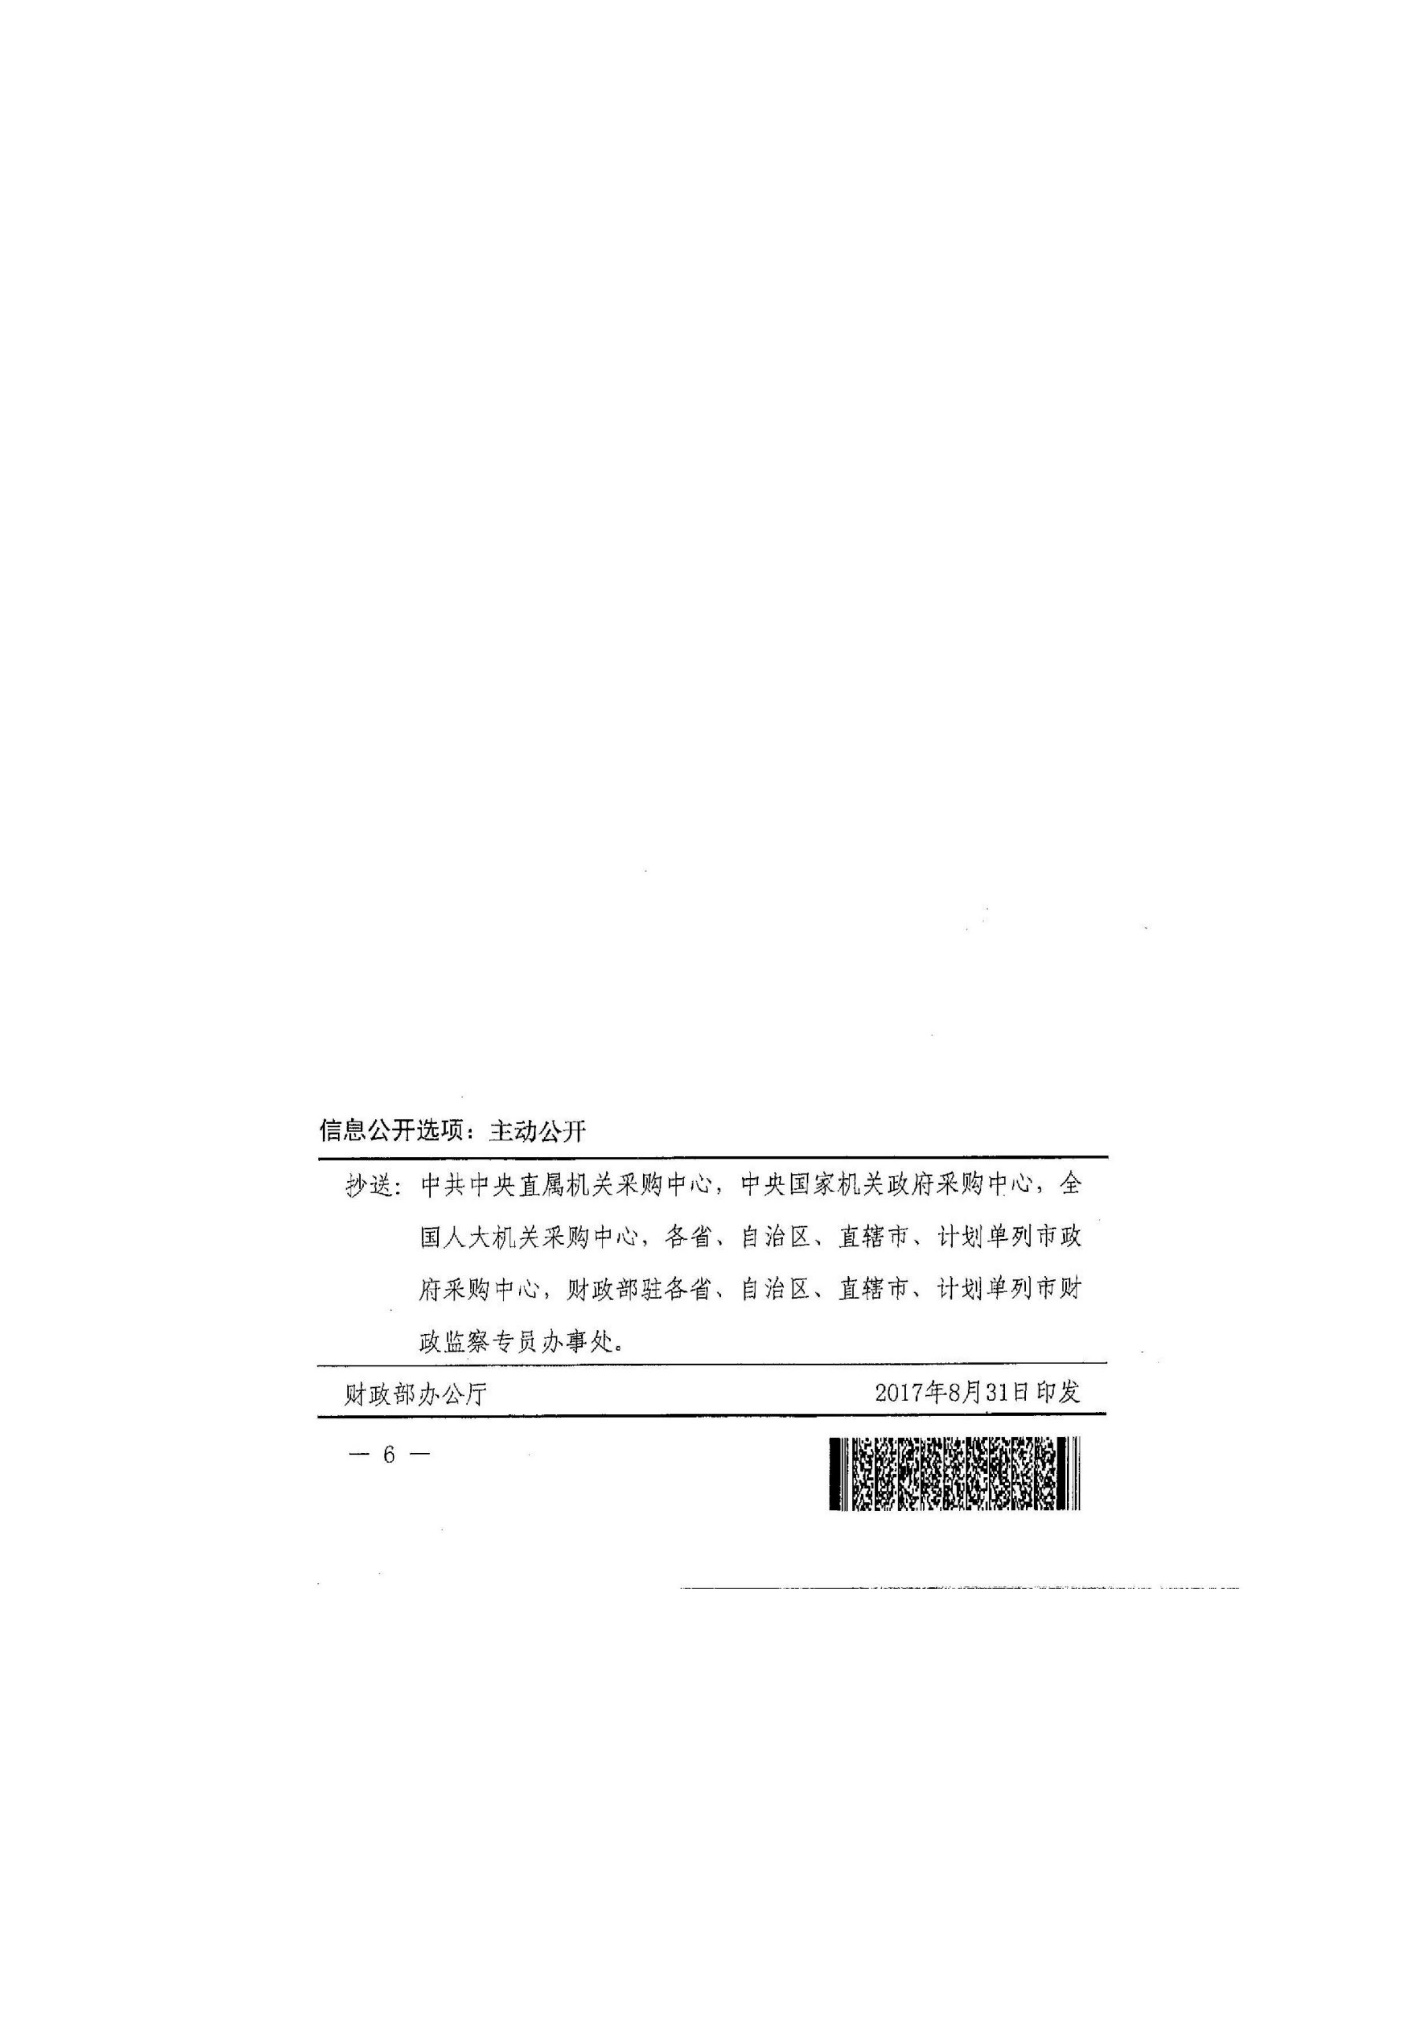 信息公开选项：主动公开
抄送：中共中央直属机关采购中心，中央国家机关政府采购中心，全
国人大机关采购中心，各省、自治区、直辖市、计划单列市政
府采购中心，财政部驻各省、自治区、直辖市、计划单列市财
政监察专员办事处。
财政部办公厅 2017年8月31日印发
— 6 —